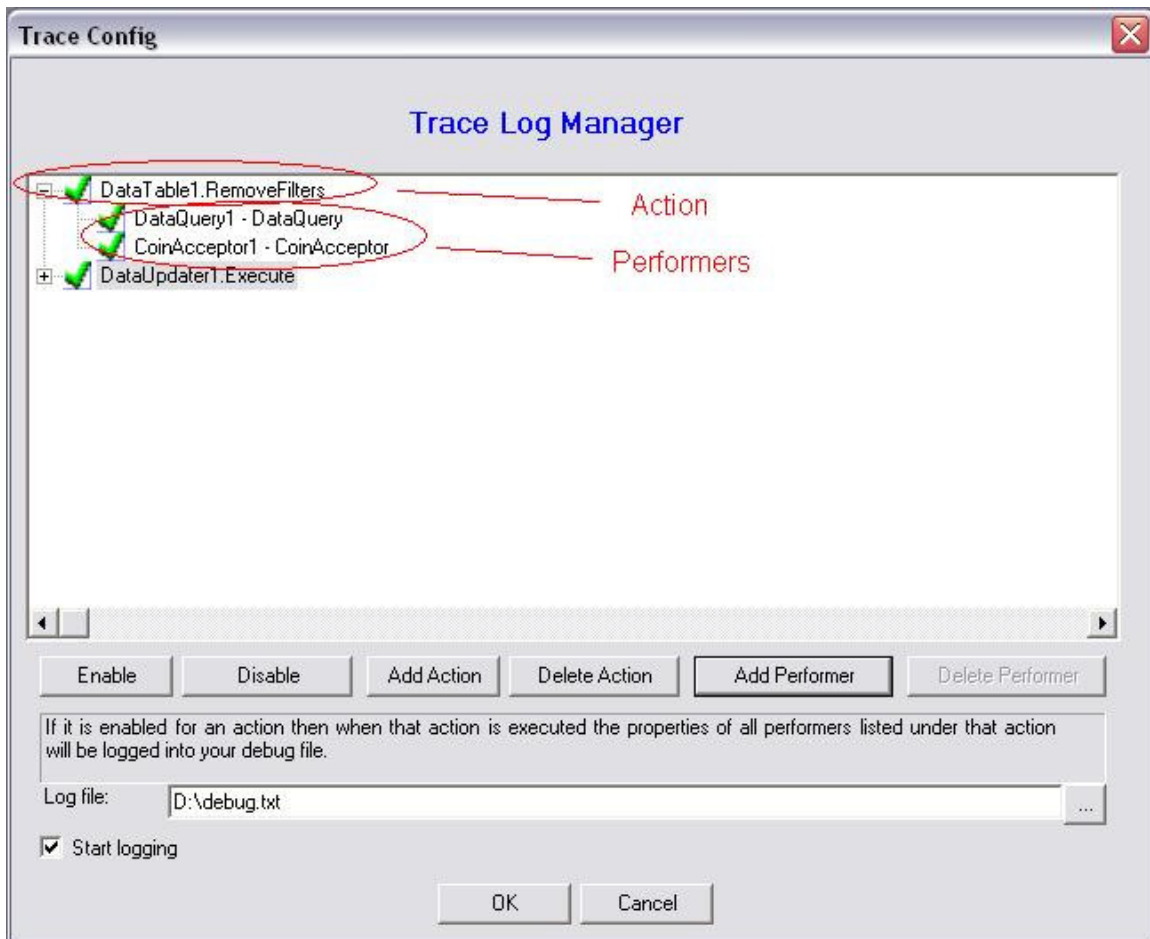 Trace Config
Trace Log Manager
DataTable1.RemoveFilters
Action
DataQuery1 - DataQuery
CoinAcceptor1 - CoinAcceptor
Performers
DataUpdater1.Execute
Enable Disable Add Action Delete Action Add Performer Delete Performer
If it is enabled for an action then when that action is executed the properties of all performers listed under that action
will be logged into your debug file.
Log file: D:\debug.txt ...
Start logging
OK Cancel